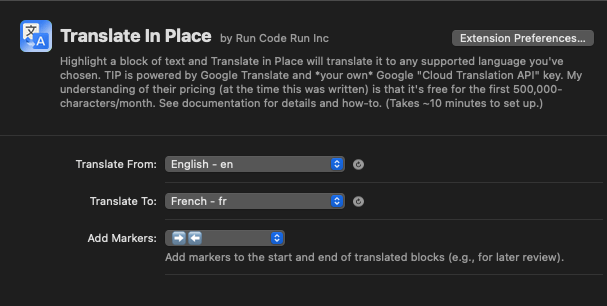 Translate In Place by Run Code Run Inc
Extension Preferences...
Highlight a block of text and Translate in Place will translate it to any supported language you've
chosen. TIP is powered by Google Translate and *your own* Google "Cloud Translation API" key. My
understanding of their pricing (at the time this was written) is that it's free for the first 500,000-
characters/month. See documentation for details and how-to. (Takes ~10 minutes to set up.)
Translate From: English - en
Translate To: French - fr
Add Markers: ➡️⬅️
Add markers to the start and end of translated blocks (e.g., for later review).